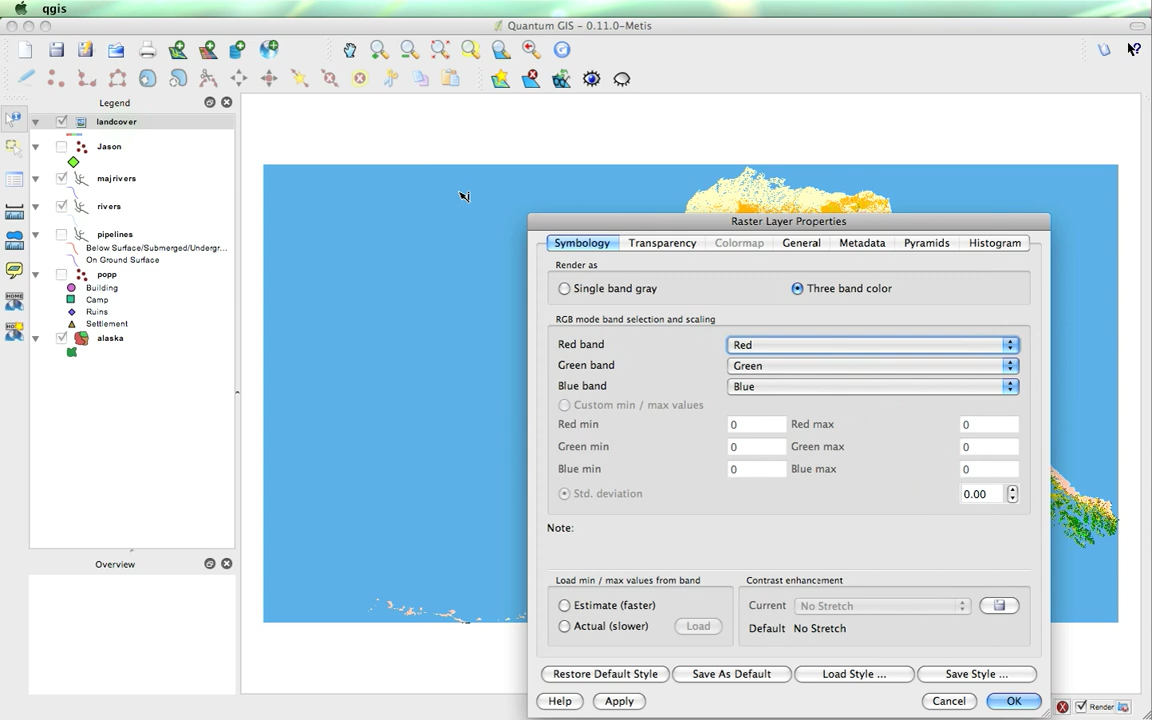 qgis
Quantum GIS - 0.11.0-Metis
Legend
landcover
Jason
majrivers
rivers
pipelines
Below Surface/Submerged/Undergr...
On Ground Surface
popp
Building
Camp
Ruins
Settlement
alaska
Overview
Raster Layer Properties
Symbology Transparency Colormap General Metadata Pyramids Histogram
Render as
Single band gray Three band color
RGB mode band selection and scaling
Red band Red
Green band Green
Blue band Blue
Custom min / max values
Red min 0 Red max 0
Green min 0 Green max 0
Blue min 0 Blue max 0
Std. deviation 0.00
Note:
Load min / max values from band Contrast enhancement
Estimate (faster) Current No Stretch
Actual (slower) Load Default No Stretch
Restore Default Style Save As Default Load Style ... Save Style ...
Help Apply Cancel OK
Render